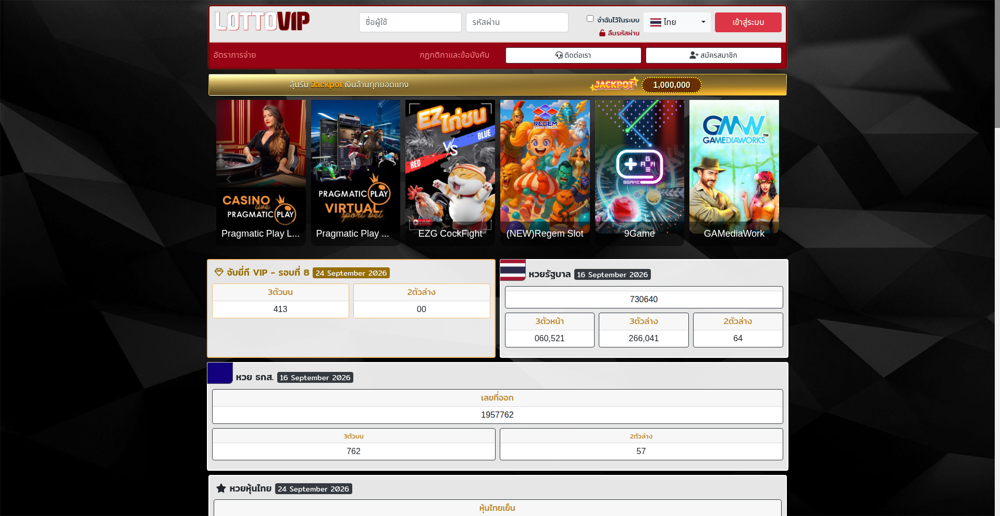 LOTTOVIP
ชื่อผู้ใช้
รหัสผ่าน
จำฉันไว้ในระบบ
ลืมรหัสผ่าน
ไทย
เข้าสู่ระบบ
อัตราการจ่าย
กฏกติกาและข้อบังคับ
ติดต่อเรา
สมัครสมาชิก
ลุ้นรับ Jackpot เงินล้านทุกยอดแทง
JACKPOT
1,000,000
CASINO
live
PRAGMATIC PLAY
Pragmatic Play L...
PRAGMATIC PLAY
VIRTUAL
sport bet
Pragmatic Play ...
EZ ไก่ชน
BLUE
VS
RED
LIVE
EZG CockFight
REGEM
(NEW)Regem Slot
GAME
9GAME
9Game
GMW
GAMEDIAWORKS™
GAMediaWork
จับยี่กี VIP - รอบที่ 8 24 September 2026
3ตัวบน
413
2ตัวล่าง
00
หวยรัฐบาล 16 September 2026
730640
3ตัวหน้า
060,521
3ตัวล่าง
266,041
2ตัวล่าง
64
หวย ธกส. 16 September 2026
เลขที่ออก
1957762
3ตัวบน
762
2ตัวล่าง
57
หวยหุ้นไทย 24 September 2026
หุ้นไทยเย็น